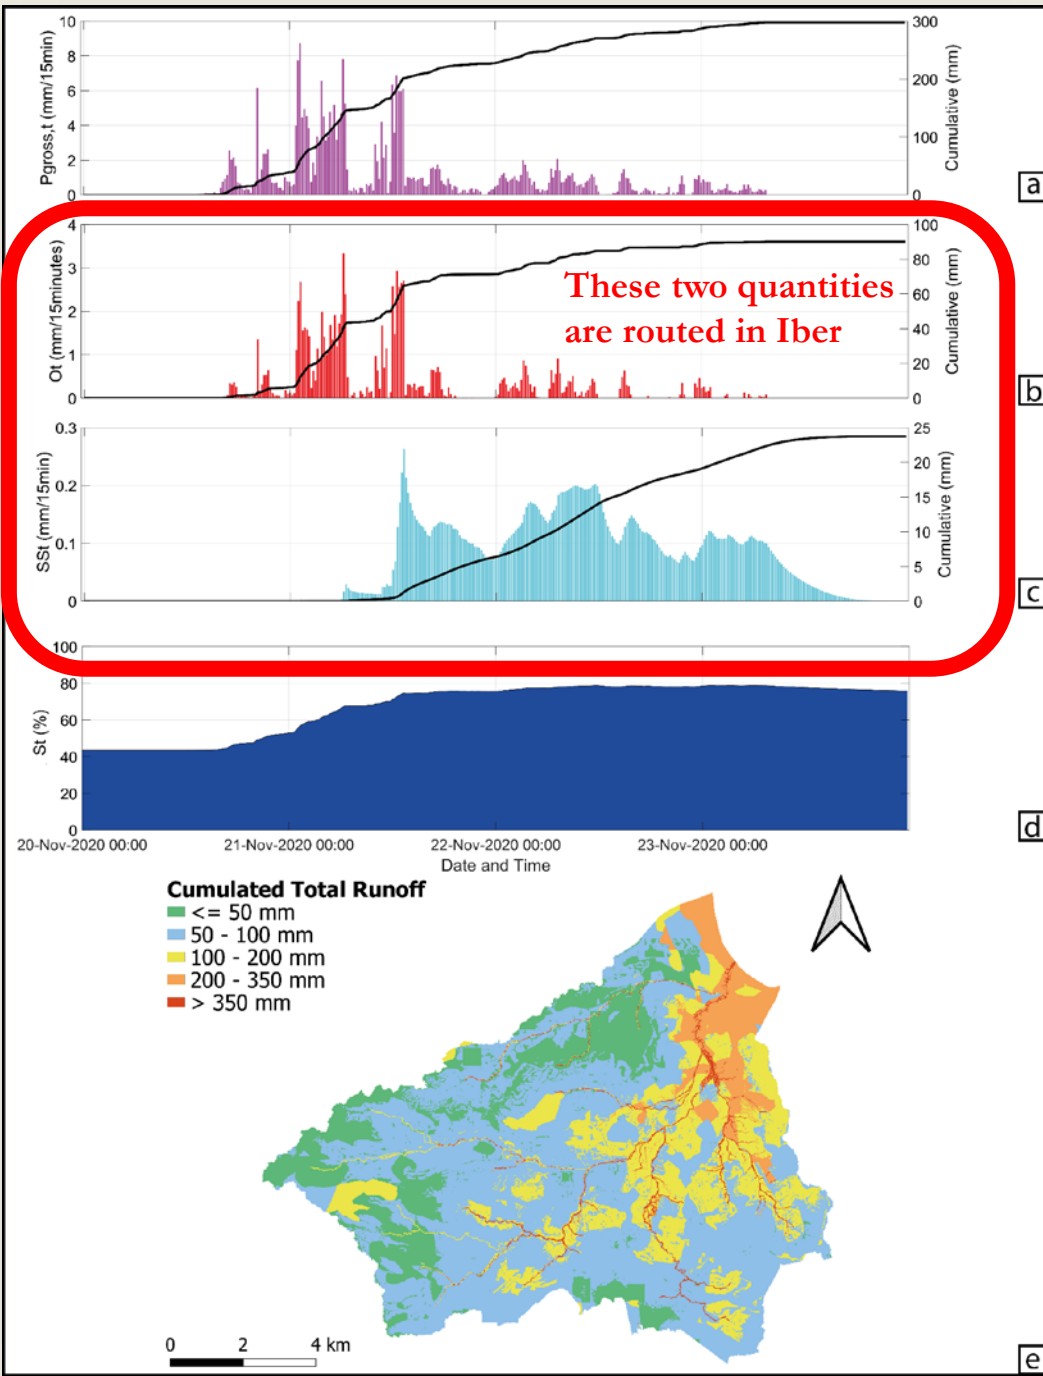 10
8
6
4
2
0
Pgross,t (mm/15min)
300
200
100
0
Cumulative (mm)
a
4
3
2
1
0
Ot (mm/15minutes)
100
80
60
40
20
0
Cumulative (mm)
These two quantities
are routed in Iber
b
0.3
0.2
0.1
0
SSt (mm/15min)
25
20
15
10
5
0
Cumulative (mm)
c
100
80
60
40
20
0
St (%)
d
20-Nov-2020 00:00 21-Nov-2020 00:00 22-Nov-2020 00:00 23-Nov-2020 00:00
Date and Time
Cumulated Total Runoff
<= 50 mm
50 - 100 mm
100 - 200 mm
200 - 350 mm
> 350 mm
0 2 4 km
e